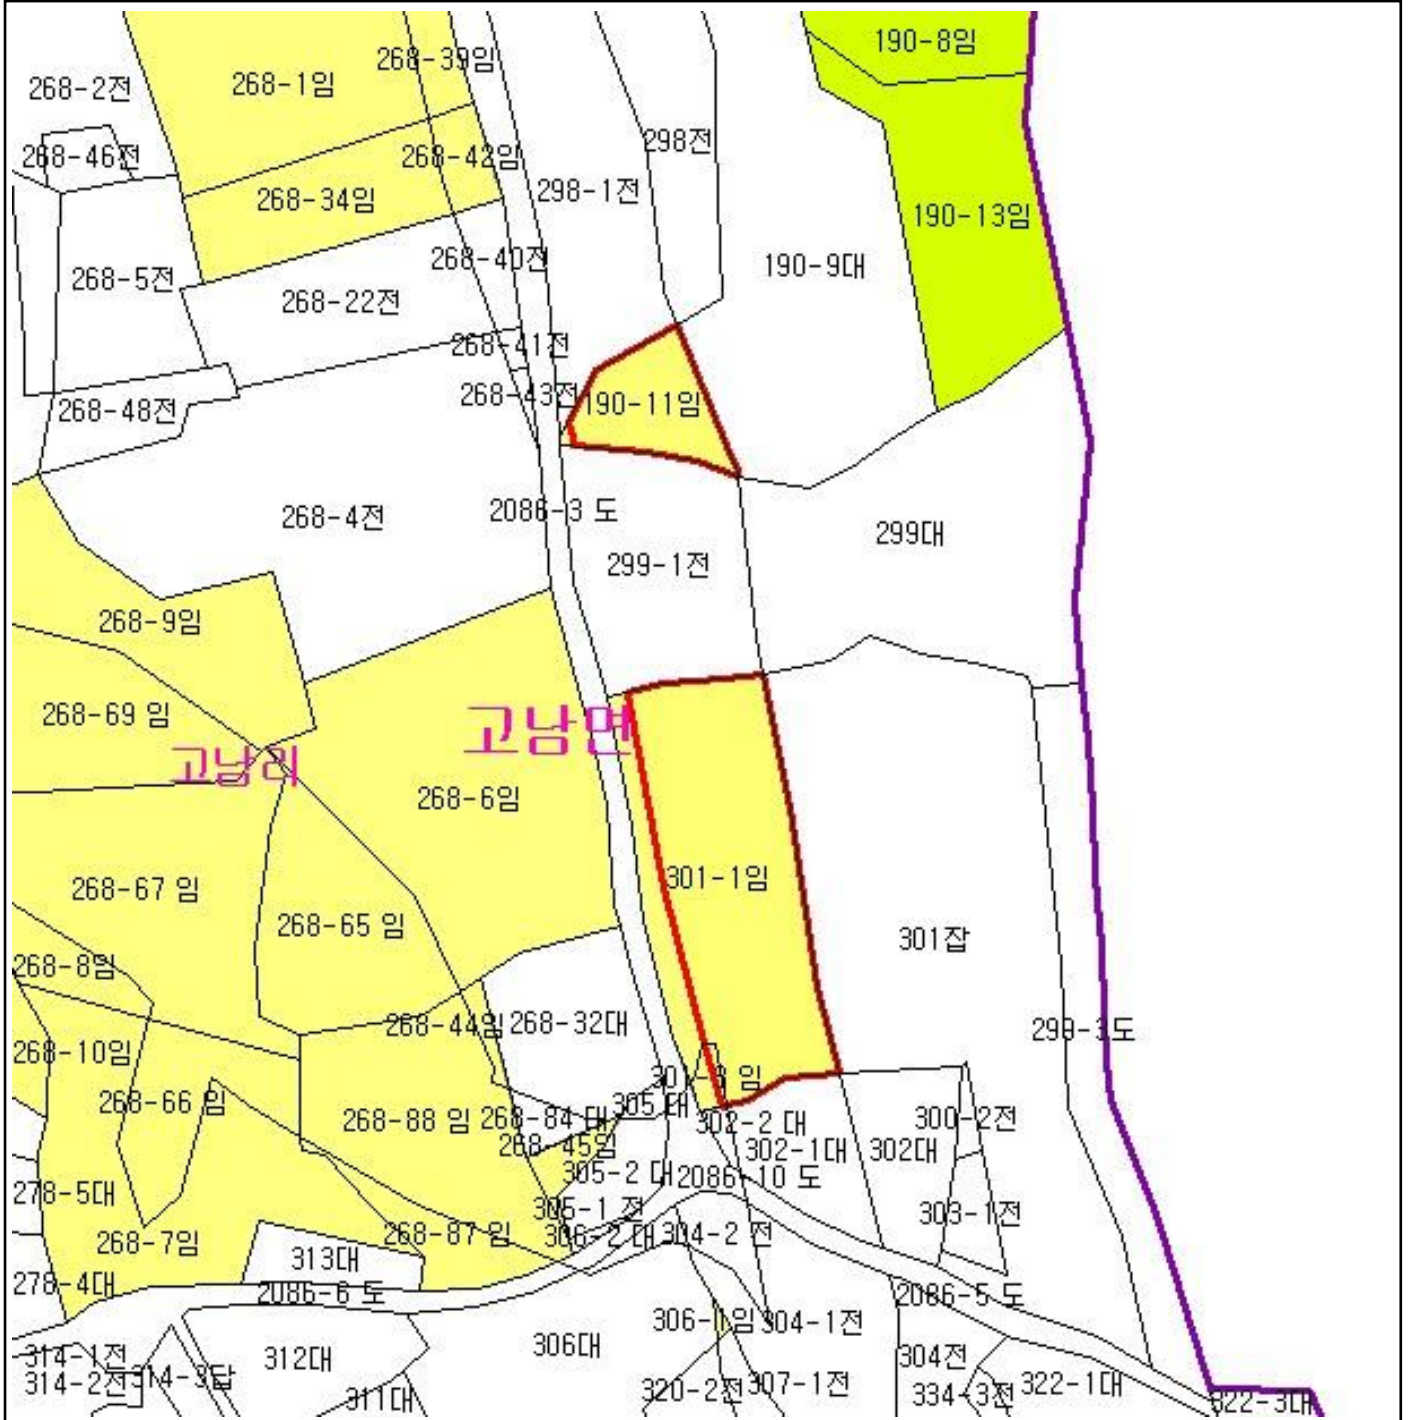 190-8임
268-39임
268-1임
268-2전
298전
268-46전
268-42임
298-1전
268-34임
190-13임
268-40전
190-9대
268-5전
268-22전
268-41전
268-43전
190-11임
268-48전
2086-3 도
268-4전
299대
299-1전
268-9임
268-69 임
고남면
고남리
268-6임
301-1임
268-67 임
268-65 임
301잡
268-8임
268-44임
268-32대
299-3도
268-10임
301-3 임
268-66 임
305 대
268-88 임
268-84 대
302-2 대
300-2전
268-45임
302-1대
302대
305-2 대
2086-10 도
278-5대
305-1 전
303-1전
268-7임
268-87 임
306-2 대
304-2 전
313대
278-4대
2086-6 도
2086-5 도
306-1임
304-1전
306대
314-1전
312대
304전
314-2전
314-3답
320-2전
307-1전
322-1대
311대
334-3전
322-3대